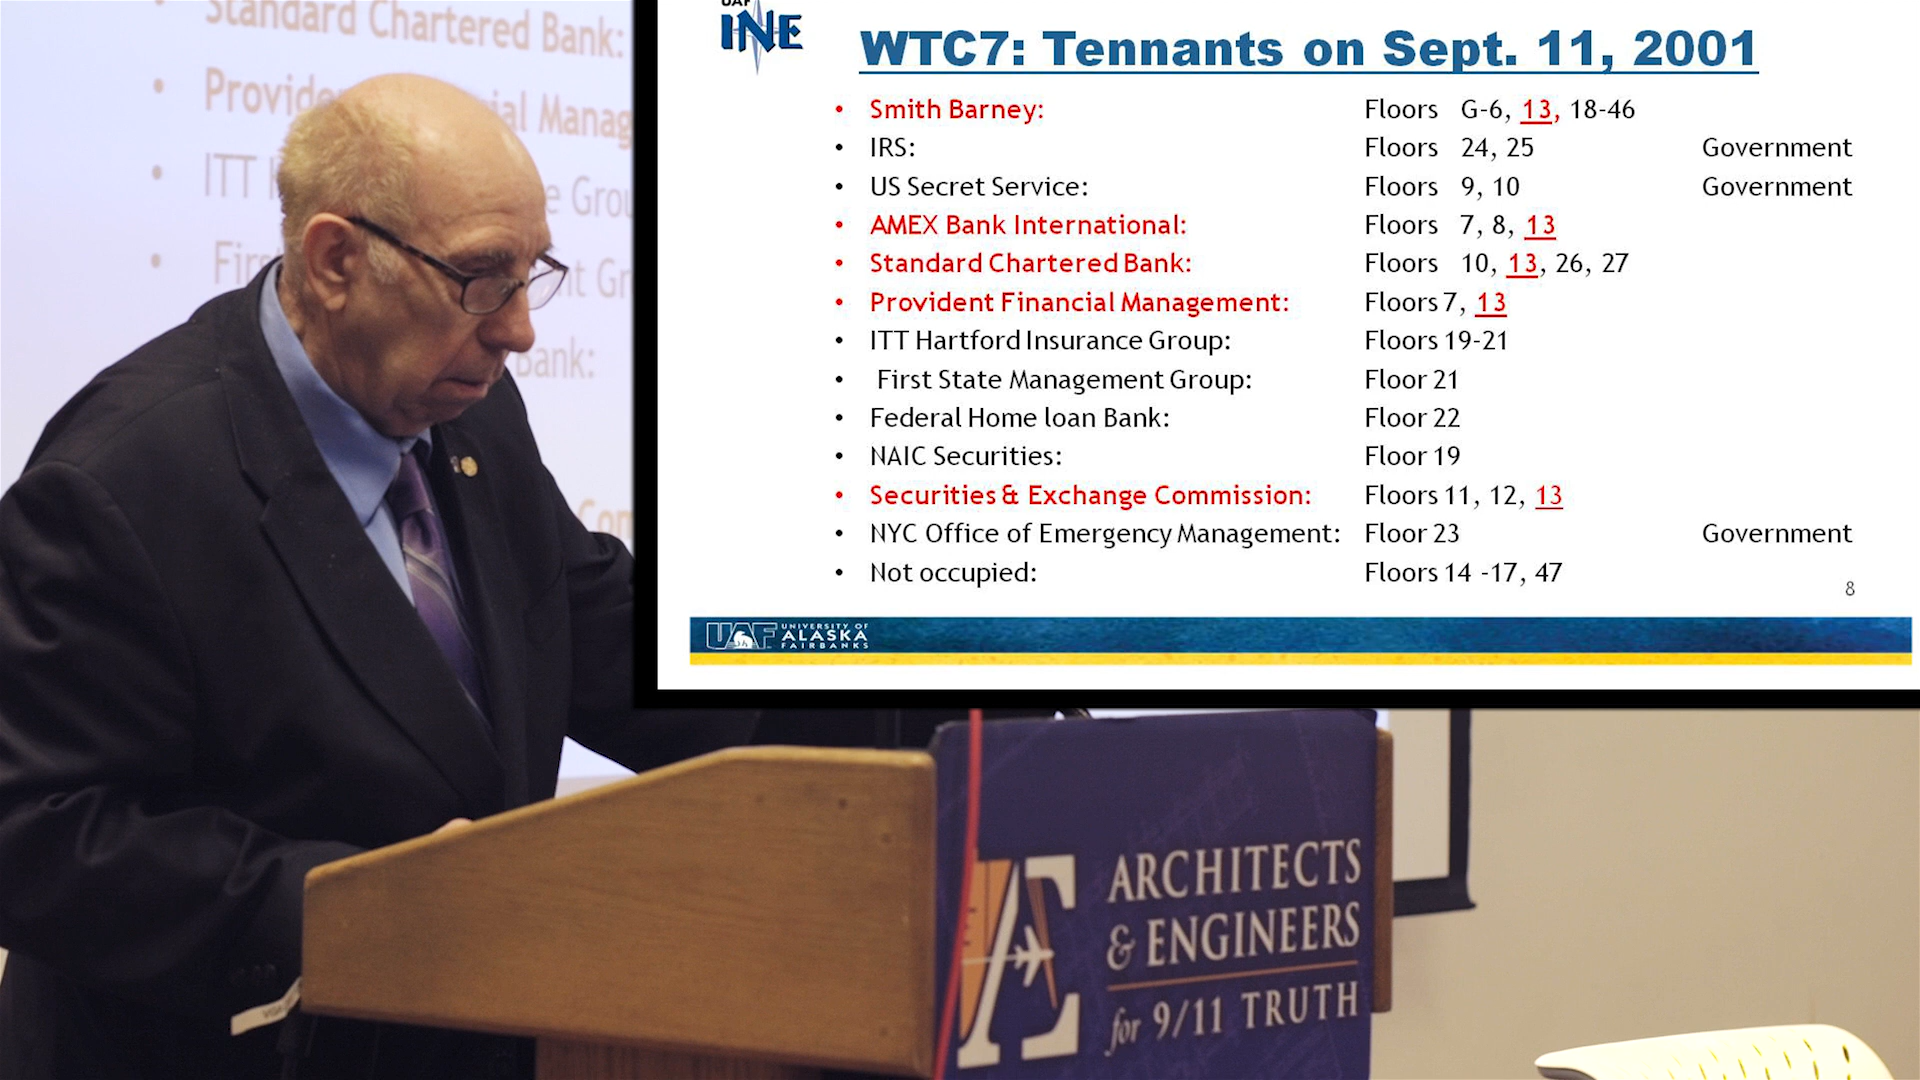 Standard Chartered Bank:
• Provide ial Manag
• ITT e Grou
• Firs nt Gr
Bank:
Con
UAF
INE
WTC7: Tennants on Sept. 11, 2001
• Smith Barney: Floors G-6, 13, 18-46
• IRS: Floors 24, 25 Government
• US Secret Service: Floors 9, 10 Government
• AMEX Bank International: Floors 7, 8, 13
• Standard Chartered Bank: Floors 10, 13, 26, 27
• Provident Financial Management: Floors 7, 13
• ITT Hartford Insurance Group: Floors 19-21
• First State Management Group: Floor 21
• Federal Home loan Bank: Floor 22
• NAIC Securities: Floor 19
• Securities & Exchange Commission: Floors 11, 12, 13
• NYC Office of Emergency Management: Floor 23 Government
• Not occupied: Floors 14 -17, 47
8
UAF UNIVERSITY OF
ALASKA
FAIRBANKS
AE
ARCHITECTS
& ENGINEERS
for 9/11 TRUTH